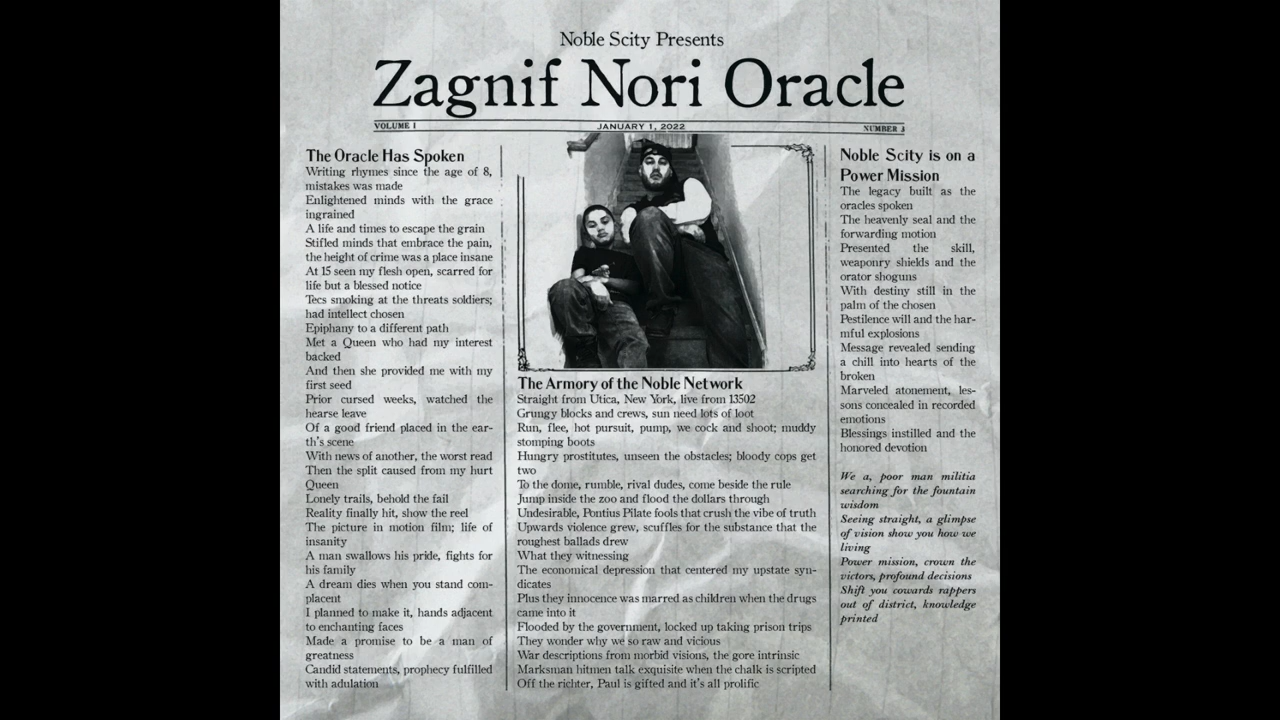 Noble Scity Presents
Zagnif Nori Oracle
VOLUME I
JANUARY 1, 2022
NUMBER 3
The Oracle Has Spoken
Writing rhymes since the age of 8,
mistakes was made
Enlightened minds with the grace
ingrained
A life and times to escape the grain
Stifled minds that embrace the pain,
the height of crime was a place insane
At 15 seen my flesh open, scarred for
life but a blessed notice
Tecs smoking at the threats soldiers;
had intellect chosen
Epiphany to a different path
Met a Queen who had my interest
backed
And then she provided me with my
first seed
Prior cursed weeks, watched the
hearse leave
Of a good friend placed in the ear-
th's scene
With news of another, the worst read
Then the split caused from my hurt
Queen
Lonely trails, behold the fail
Reality finally hit, show the reel
The picture in motion film; life of
insanity
A man swallows his pride, fights for
his family
A dream dies when you stand com-
placent
I planned to make it, hands adjacent
to enchanting faces
Made a promise to be a man of
greatness
Candid statements, prophecy fulfilled
with adulation
The Armory of the Noble Network
Straight from Utica, New York, live from 13502
Grungy blocks and crews, sun need lots of loot
Run, flee, hot pursuit, pump, we cock and shoot; muddy
stomping boots
Hungry prostitutes, unseen the obstacles; bloody cops get
two
To the dome, rumble, rival dudes, come beside the rule
Jump inside the zoo and flood the dollars through
Undesirable, Pontius Pilate fools that crush the vibe of truth
Upwards violence grew, scuffles for the substance that the
roughest ballads drew
What they witnessing
The economical depression that centered my upstate syn-
dicates
Plus they innocence was marred as children when the drugs
came into it
Flooded by the government, locked up taking prison trips
They wonder why we so raw and vicious
War descriptions from morbid visions, the gore intrinsic
Marksman hitmen talk exquisite when the chalk is scripted
Off the richter, Paul is gifted and it's all prolific
Noble Scity is on a
Power Mission
The legacy built as the
oracles spoken
The heavenly seal and the
forwarding motion
Presented the skill,
weaponry shields and the
orator shoguns
With destiny still in the
palm of the chosen
Pestilence will and the har-
mful explosions
Message revealed sending
a chill into hearts of the
broken
Marveled atonement, les-
sons concealed in recorded
emotions
Blessings instilled and the
honored devotion
We a, poor man militia
searching for the fountain
wisdom
Seeing straight, a glimpse
of vision show you how we
living
Power mission, crown the
victors, profound decisions
Shift you cowards rappers
out of district, knowledge
printed